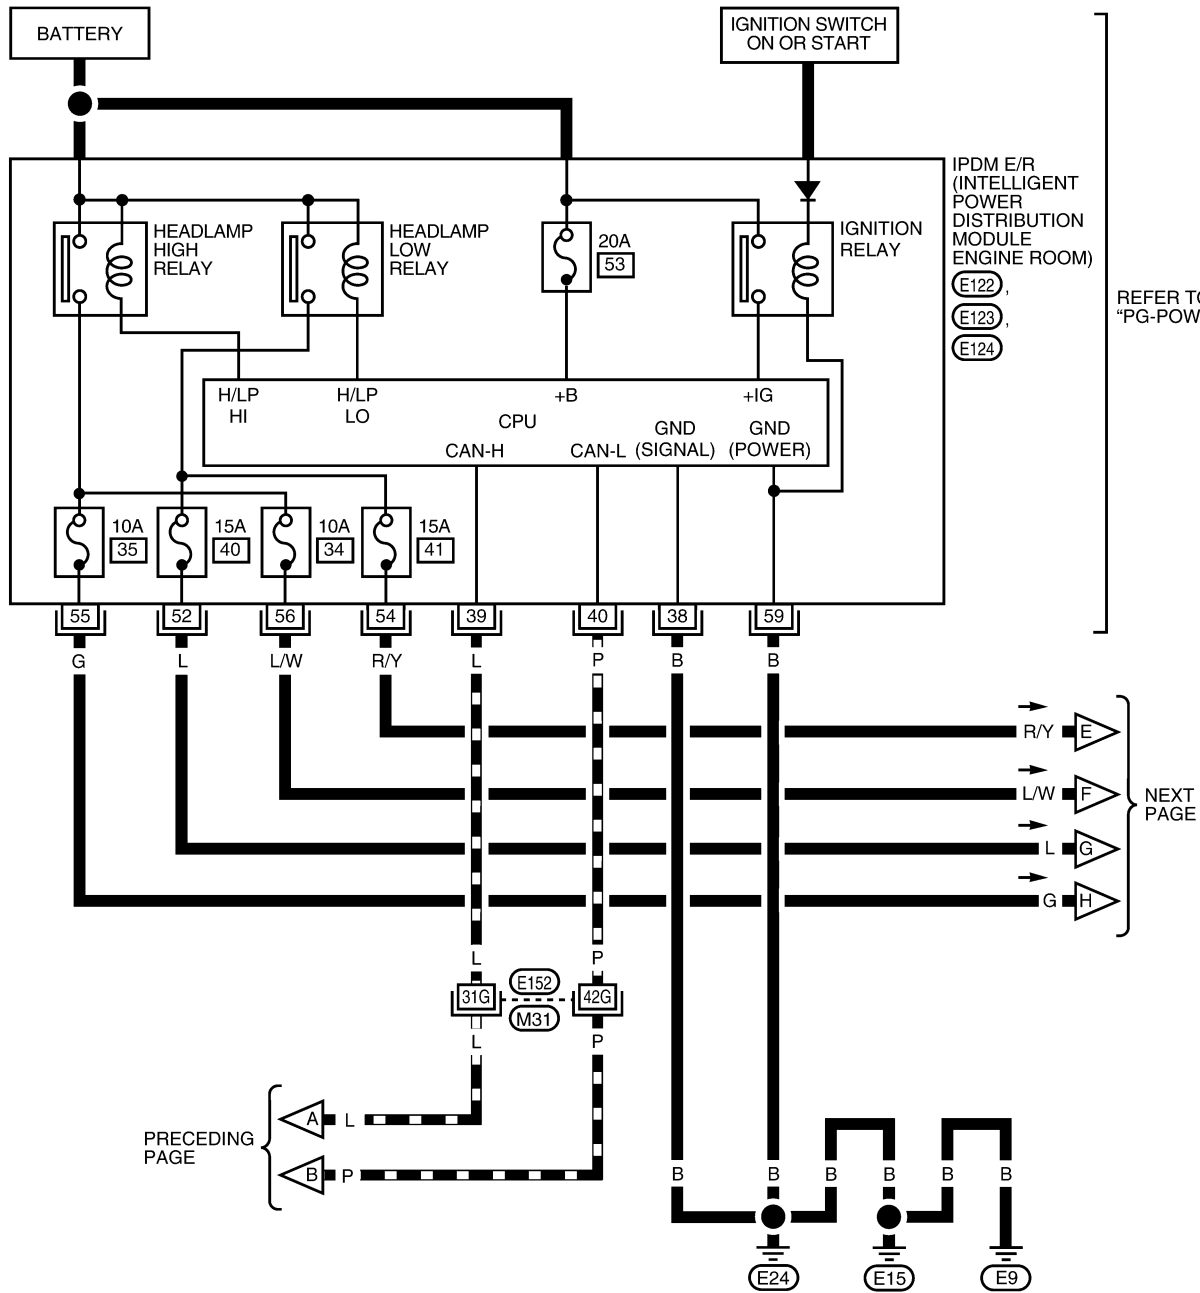 BATTERY
IGNITION SWITCH
ON OR START
IPDM E/R
(INTELLIGENT
POWER
DISTRIBUTION
MODULE
ENGINE ROOM)
E122 ,
E123 ,
E124
REFER TO
“PG-POW
HEADLAMP
HIGH
RELAY
HEADLAMP
LOW
RELAY
20A
53
IGNITION
RELAY
H/LP
HI
H/LP
LO
+B
+IG
CPU
CAN-H
CAN-L
GND
(SIGNAL)
GND
(POWER)
10A
35
15A
40
10A
34
15A
41
55
52
56
54
39
40
38
59
G
L
L/W
R/Y
L
P
B
B
R/Y
E
L/W
F
L
G
G
H
NEXT
PAGE
L
P
31G
E152
M31
42G
L
P
PRECEDING
PAGE
A
L
B
P
B
B
B
B
B
B
E24
E15
E9